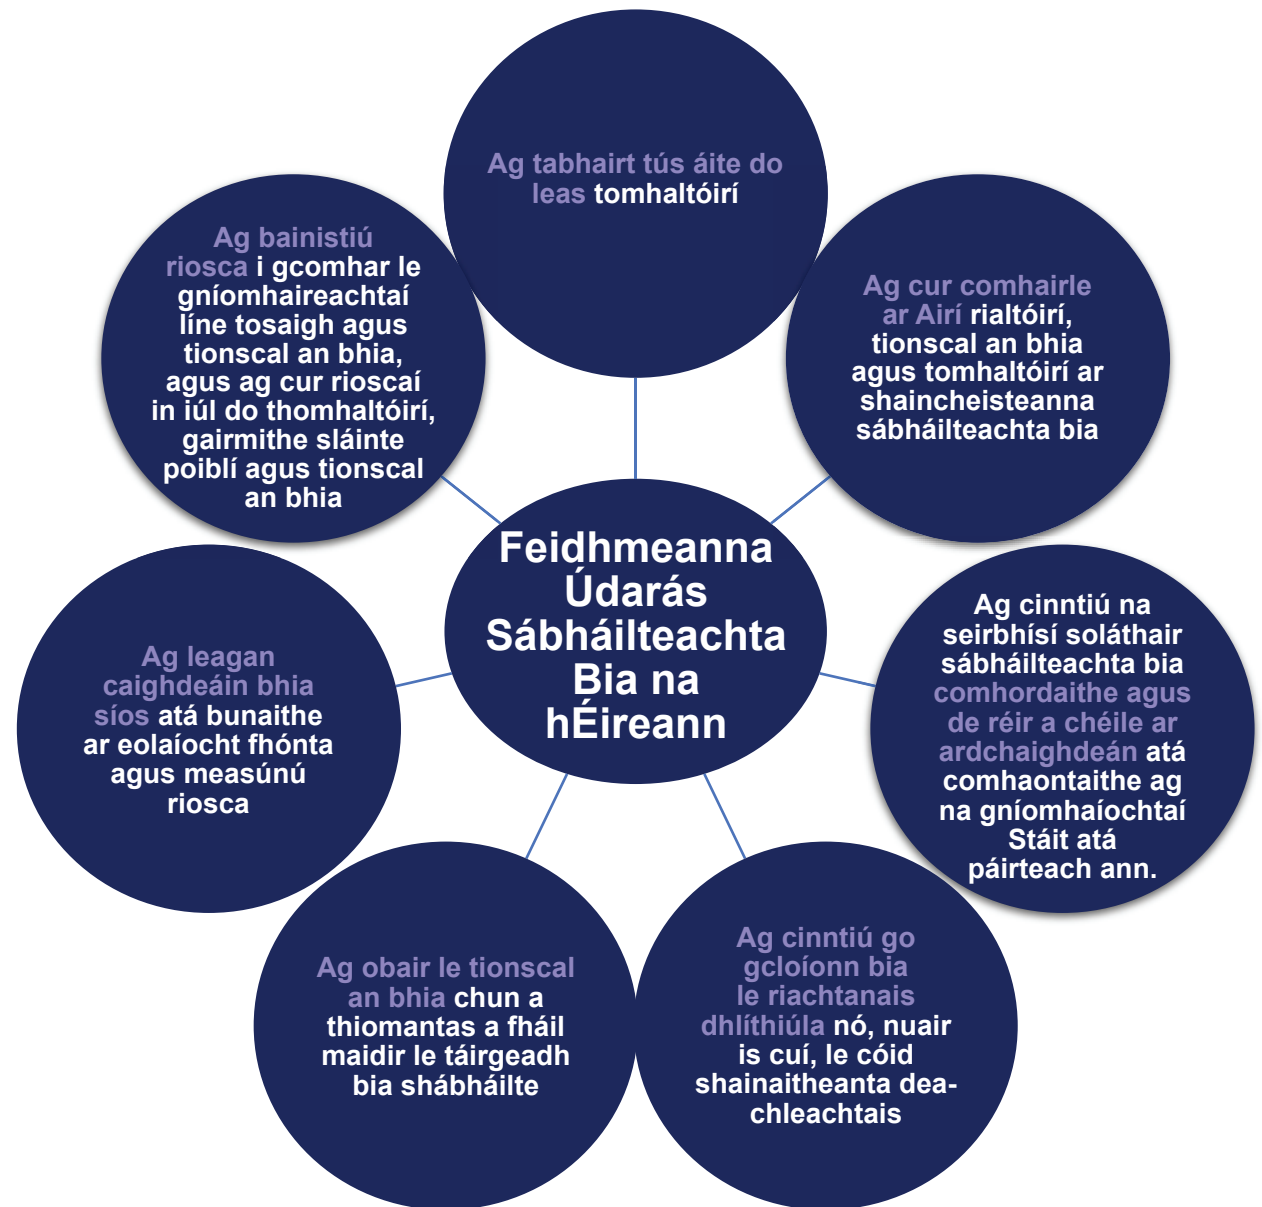 Ag tabhairt tús áite do
leas tomhaltóirí
Ag cur comhairle
ar Airí rialtóirí,
tionscal an bhia
agus tomhaltóirí ar
shaincheisteanna
sábháilteachta bia
Ag cinntiú na
seirbhísí soláthair
sábháilteachta bia
comhordaithe agus
de réir a chéile ar
ardchaighdeán atá
comhaontaithe ag
na gníomhaíochtaí
Stáit atá
páirteach ann.
Ag cinntiú go
gcloíonn bia
le riachtanais
dhlíthiúla nó, nuair
is cuí, le cóid
shainaitheanta dea-
chleachtais
Ag obair le tionscal
an bhia chun a
thiomantas a fháil
maidir le táirgeadh
bia shábháilte
Ag leagan
caighdeáin bhia
síos atá bunaithe
ar eolaíocht fhónta
agus measúnú
riosca
Ag bainistiú
riosca i gcomhar le
gníomhaireachtaí
líne tosaigh agus
tionscal an bhia,
agus ag cur rioscaí
in iúl do thomhaltóirí,
gairmithe sláinte
poiblí agus tionscal
an bhia
Feidhmeanna
Údarás
Sábháilteachta
Bia na
hÉireann